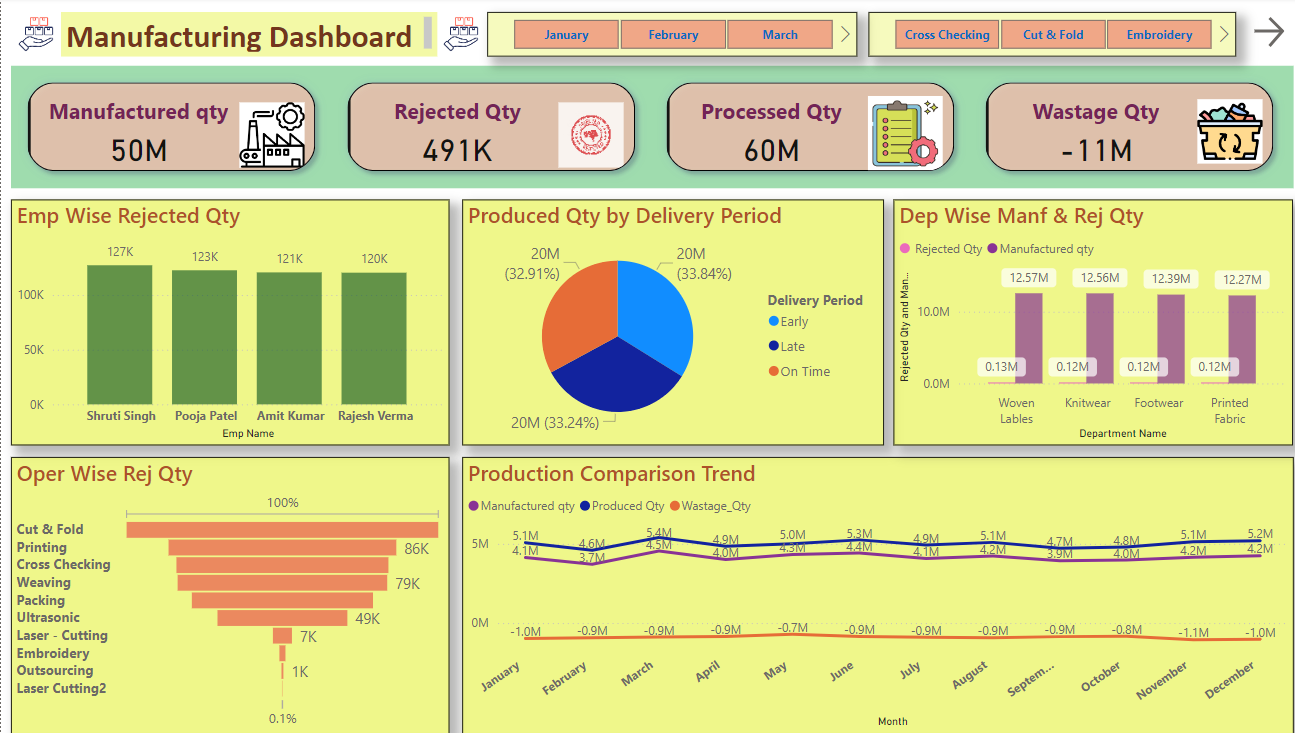 Manufacturing Dashboard
January February March
Cross Checking Cut & Fold Embroidery
Manufactured qty
50M
Rejected Qty
491K
Processed Qty
60M
Wastage Qty
-11M
Emp Wise Rejected Qty
127K 123K 121K 120K
100K
50K
0K
Shruti Singh Pooja Patel Amit Kumar Rajesh Verma
Emp Name
Produced Qty by Delivery Period
20M
(32.91%)
20M
(33.84%)
20M (33.24%)
Delivery Period
Early
Late
On Time
Dep Wise Manf & Rej Qty
Rejected Qty Manufactured qty
Rejected Qty and Man...
12.57M 12.56M 12.39M 12.27M
10.0M
0.13M 0.12M 0.12M 0.12M
0.0M
Woven Lables
Knitwear
Footwear
Printed Fabric
Department Name
Oper Wise Rej Qty
100%
Cut & Fold
Printing 86K
Cross Checking
Weaving 79K
Packing
Ultrasonic 49K
Laser - Cutting 7K
Embroidery
Outsourcing 1K
Laser Cutting2
0.1%
Production Comparison Trend
Manufactured qty Produced Qty Wastage_Qty
5M
5.1M 4.6M 5.4M 4.9M 5.0M 5.3M 4.9M 5.1M 4.7M 4.8M 5.1M 5.2M
4.1M 3.7M 4.5M 4.0M 4.3M 4.4M 4.1M 4.2M 3.9M 4.0M 4.2M 4.2M
0M
-1.0M -0.9M -0.9M -0.9M -0.7M -0.9M -0.9M -0.9M -0.9M -0.8M -1.1M -1.0M
January February March April May June July August Septem... October November December
Month